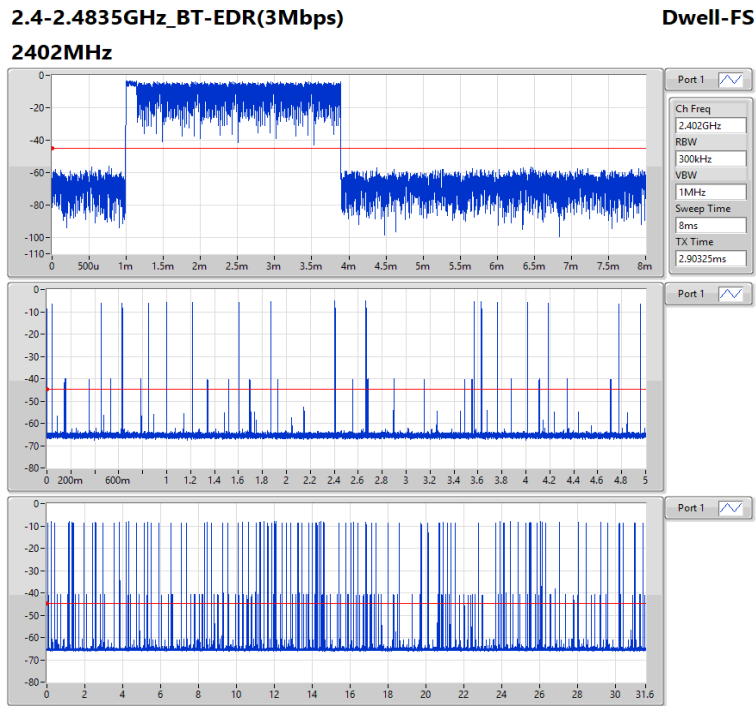 2.4-2.4835GHz_BT-EDR(3Mbps) Dwell-FS
2402MHz
Port 1
Ch Freq
2.402GHz
RBW
300kHz
VBW
1MHz
Sweep Time
8ms
TX Time
2.90325ms
0-
-20-
-40-
-60-
-80-
-100-
-110-
0 500u 1m 1.5m 2m 2.5m 3m 3.5m 4m 4.5m 5m 5.5m 6m 6.5m 7m 7.5m 8m
Port 1
0-
-10-
-20-
-30-
-40-
-50-
-60-
-70-
-80-
0 200m 600m 1 1.2 1.4 1.6 1.8 2 2.2 2.4 2.6 2.8 3 3.2 3.4 3.6 3.8 4 4.2 4.4 4.6 4.8 5
Port 1
0-
-10-
-20-
-30-
-40-
-50-
-60-
-70-
-80-
0 2 4 6 8 10 12 14 16 18 20 22 24 26 28 30 31.6